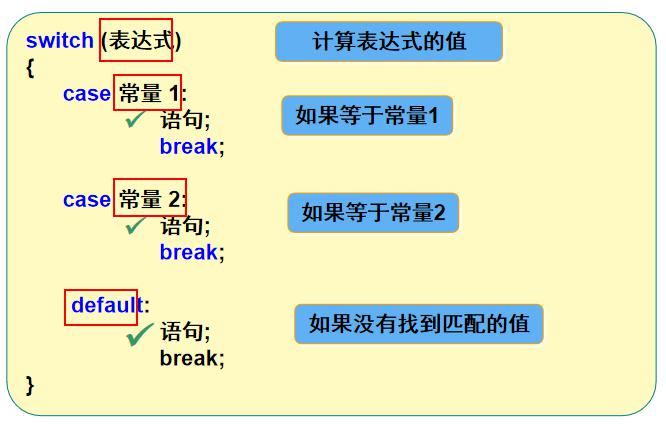 switch (表达式)
计算表达式的值
{
case 常量 1:
语句;
如果等于常量1
break;
case 常量 2:
语句;
如果等于常量2
break;
default:
如果没有找到匹配的值
语句;
break;
}